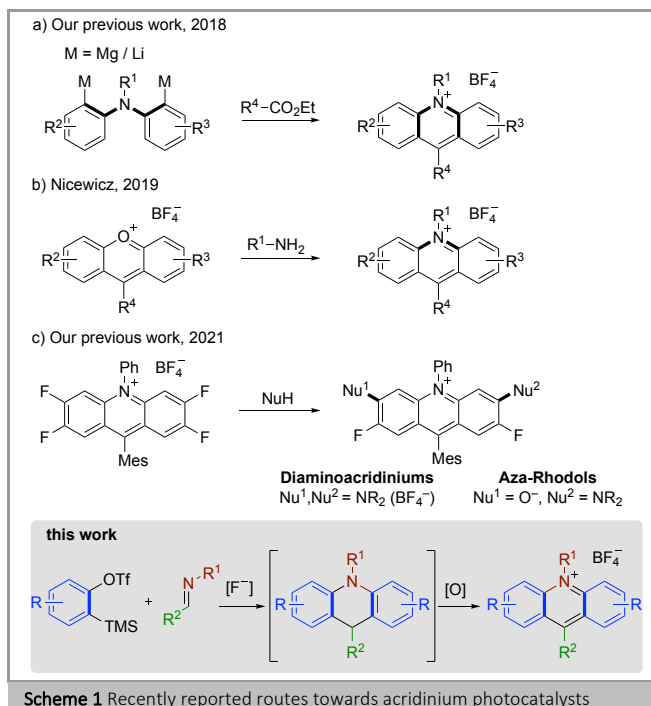 a) Our previous work, 2018
M = Mg / Li
M R¹ M
N
R² R³
R⁴–CO₂Et
R¹ BF₄⁻
N⁺
R² R³
R⁴
b) Nicewicz, 2019
BF₄⁻
O⁺
R² R³
R⁴
R¹–NH₂
R¹ BF₄⁻
N⁺
R² R³
R⁴
c) Our previous work, 2021
Ph BF₄⁻
F N⁺ F
F F
Mes
NuH
Ph
Nu¹ N⁺ Nu²
F F
Mes
Diaminoacridiniums Aza-Rhodols
Nu¹,Nu² = NR₂ (BF₄⁻) Nu¹ = O⁻, Nu² = NR₂
this work
OTf
R
TMS
+
N R¹
R²
[F⁻]
R¹
N
R R
R²
[O]
R¹ BF₄⁻
N⁺
R R
R²
Scheme 1 Recently reported routes towards acridinium photocatalysts